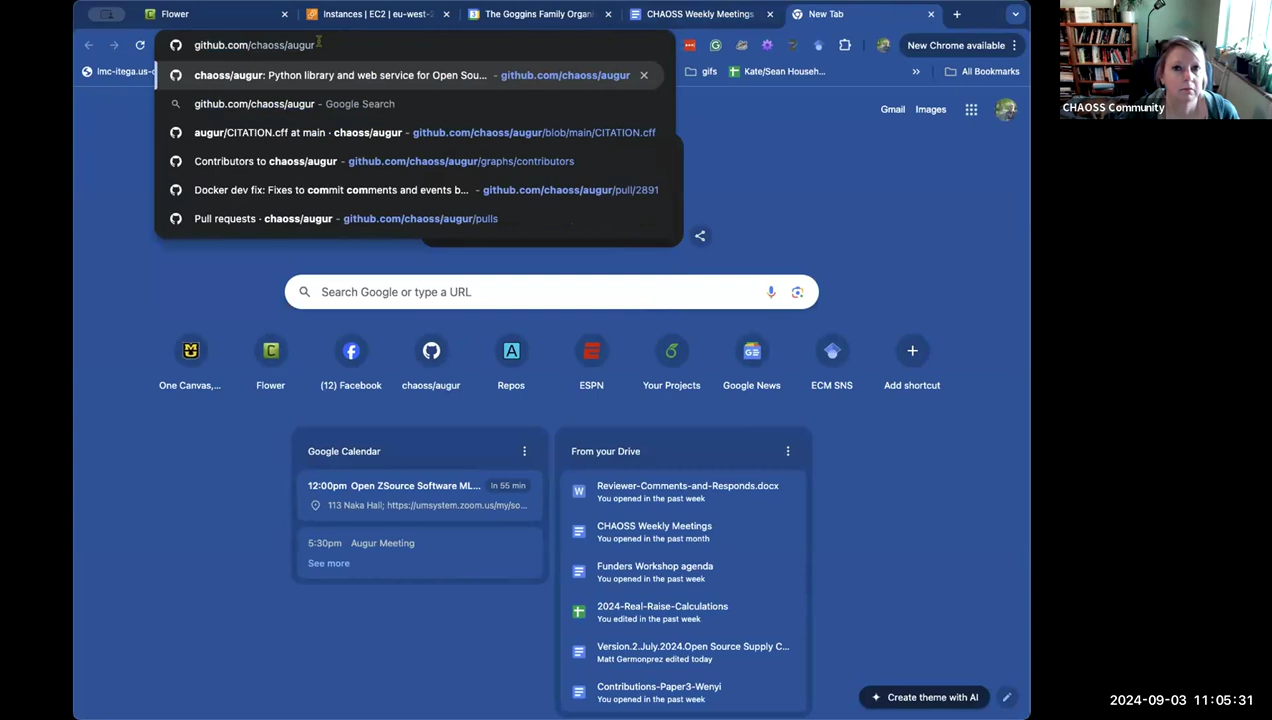 Flower
Instances | EC2 | eu-west-2
The Goggins Family Organi
CHAOSS Weekly Meetings
New Tab
github.com/chaoss/augur
New Chrome available
lmc-itega.us-
gifs
Kate/Sean Househ...
All Bookmarks
chaoss/augur: Python library and web service for Open Sou... - github.com/chaoss/augur
github.com/chaoss/augur - Google Search
augur/CITATION.cff at main · chaoss/augur - github.com/chaoss/augur/blob/main/CITATION.cff
Contributors to chaoss/augur - github.com/chaoss/augur/graphs/contributors
Docker dev fix: Fixes to commit comments and events b... - github.com/chaoss/augur/pull/2891
Pull requests · chaoss/augur - github.com/chaoss/augur/pulls
Gmail
Images
CHAOSS Community
Search Google or type a URL
One Canvas,...
Flower
(12) Facebook
chaoss/augur
Repos
ESPN
Your Projects
Google News
ECM SNS
Add shortcut
Google Calendar
12:00pm Open ZSource Software ML...
In 55 min
113 Naka Hall; https://umsystem.zoom.us/my/so...
5:30pm Augur Meeting
See more
From your Drive
Reviewer-Comments-and-Responds.docx
You opened in the past week
CHAOSS Weekly Meetings
You opened in the past month
Funders Workshop agenda
You opened in the past week
2024-Real-Raise-Calculations
You edited in the past week
Version.2.July.2024.Open Source Supply C...
Matt Germonprez edited today
Contributions-Paper3-Wenyi
You opened in the past week
Create theme with AI
2024-09-03 11:05:31